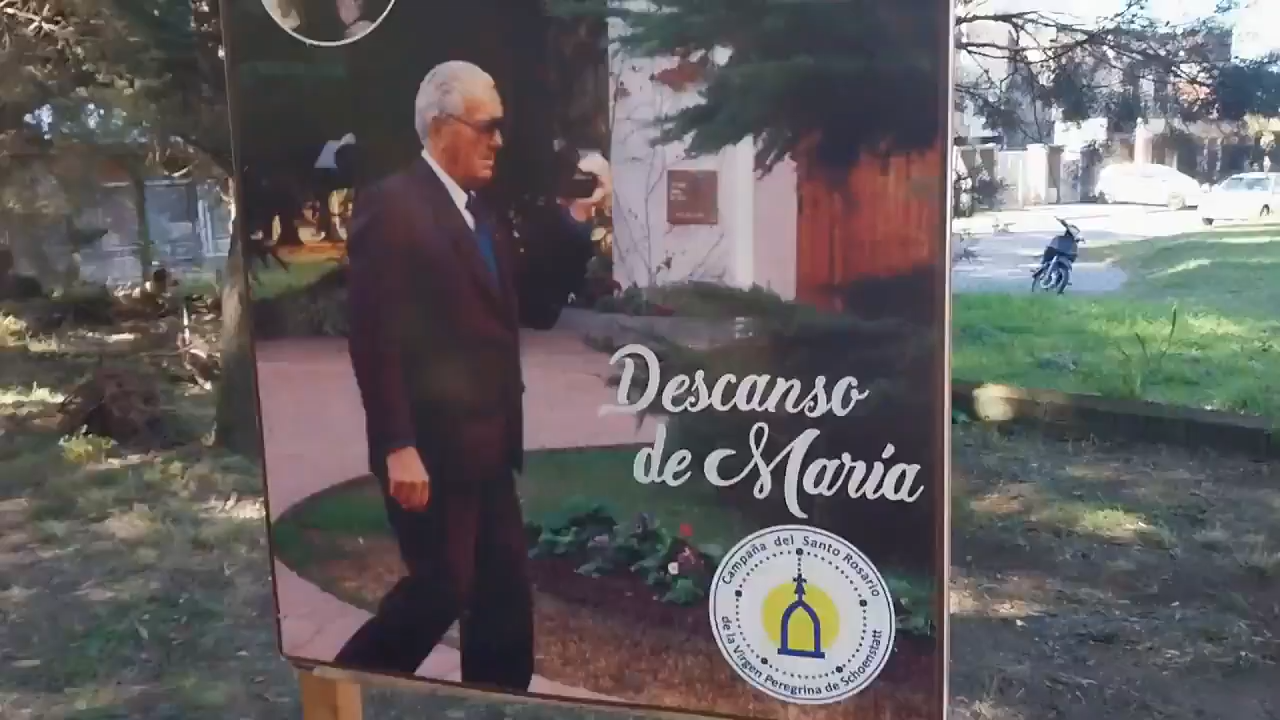 Descanso
de María
Campaña del Santo Rosario
de la Virgen Peregrina de Schoenstatt